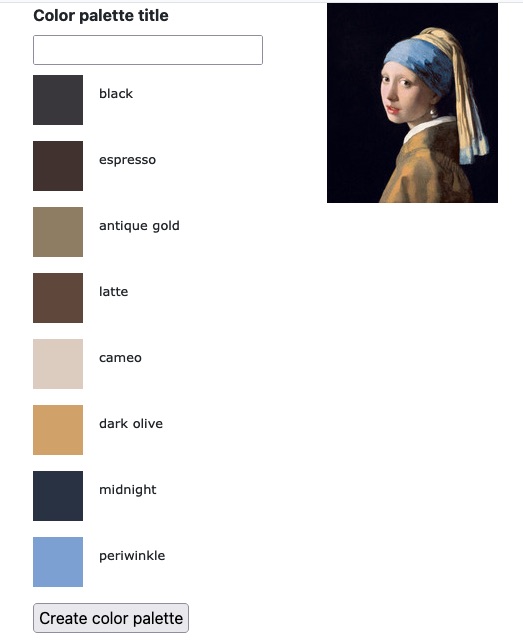 Color palette title
black
espresso
antique gold
latte
cameo
dark olive
midnight
periwinkle
Create color palette